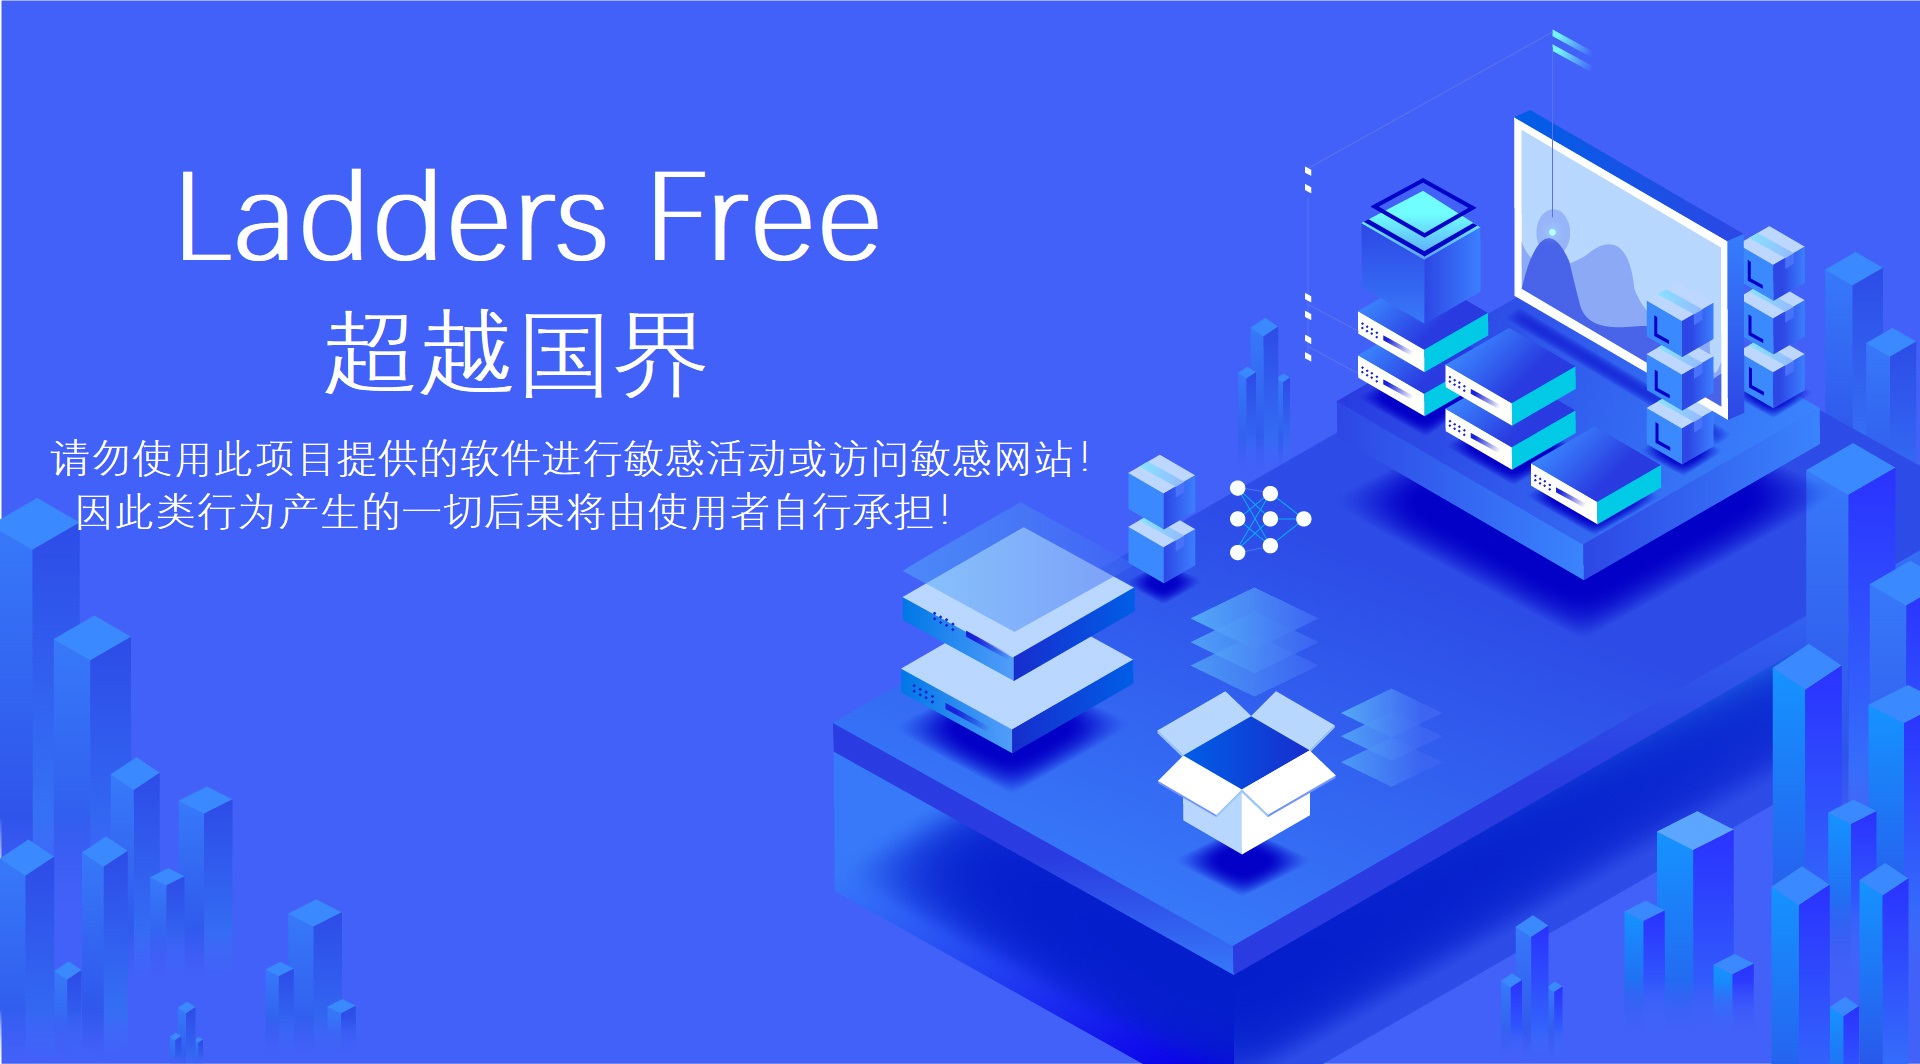 Ladders Free
超越国界
请勿使用此项目提供的软件进行敏感活动或访问敏感网站!
因此类行为产生的一切后果将由使用者自行承担!